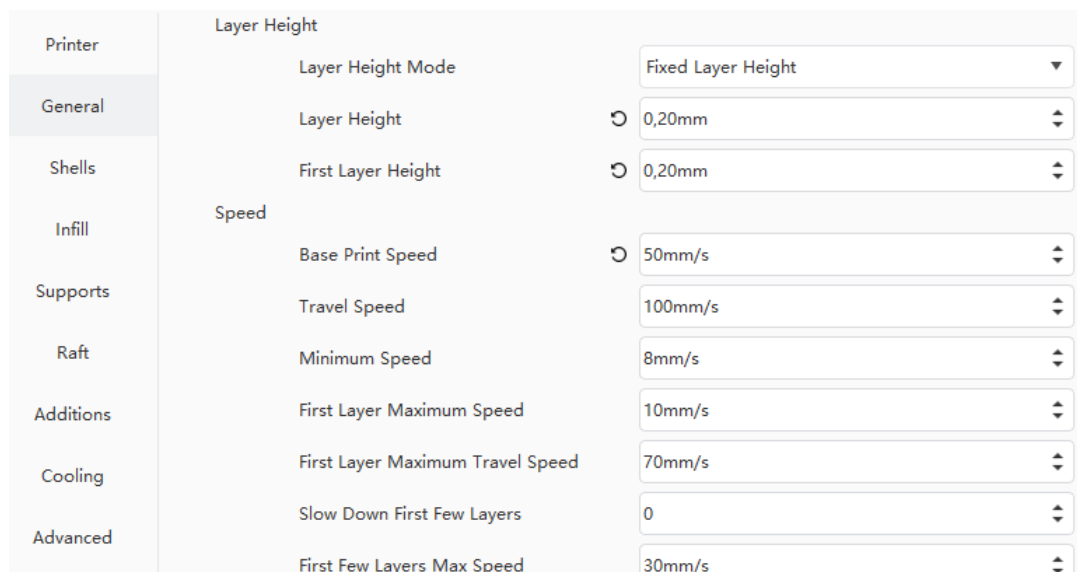 Printer
General
Shells
Infill
Supports
Raft
Additions
Cooling
Advanced
Layer Height
Layer Height Mode Fixed Layer Height
Layer Height 0,20mm
First Layer Height 0,20mm
Speed
Base Print Speed 50mm/s
Travel Speed 100mm/s
Minimum Speed 8mm/s
First Layer Maximum Speed 10mm/s
First Layer Maximum Travel Speed 70mm/s
Slow Down First Few Layers 0
First Few Layers Max Speed 30mm/s